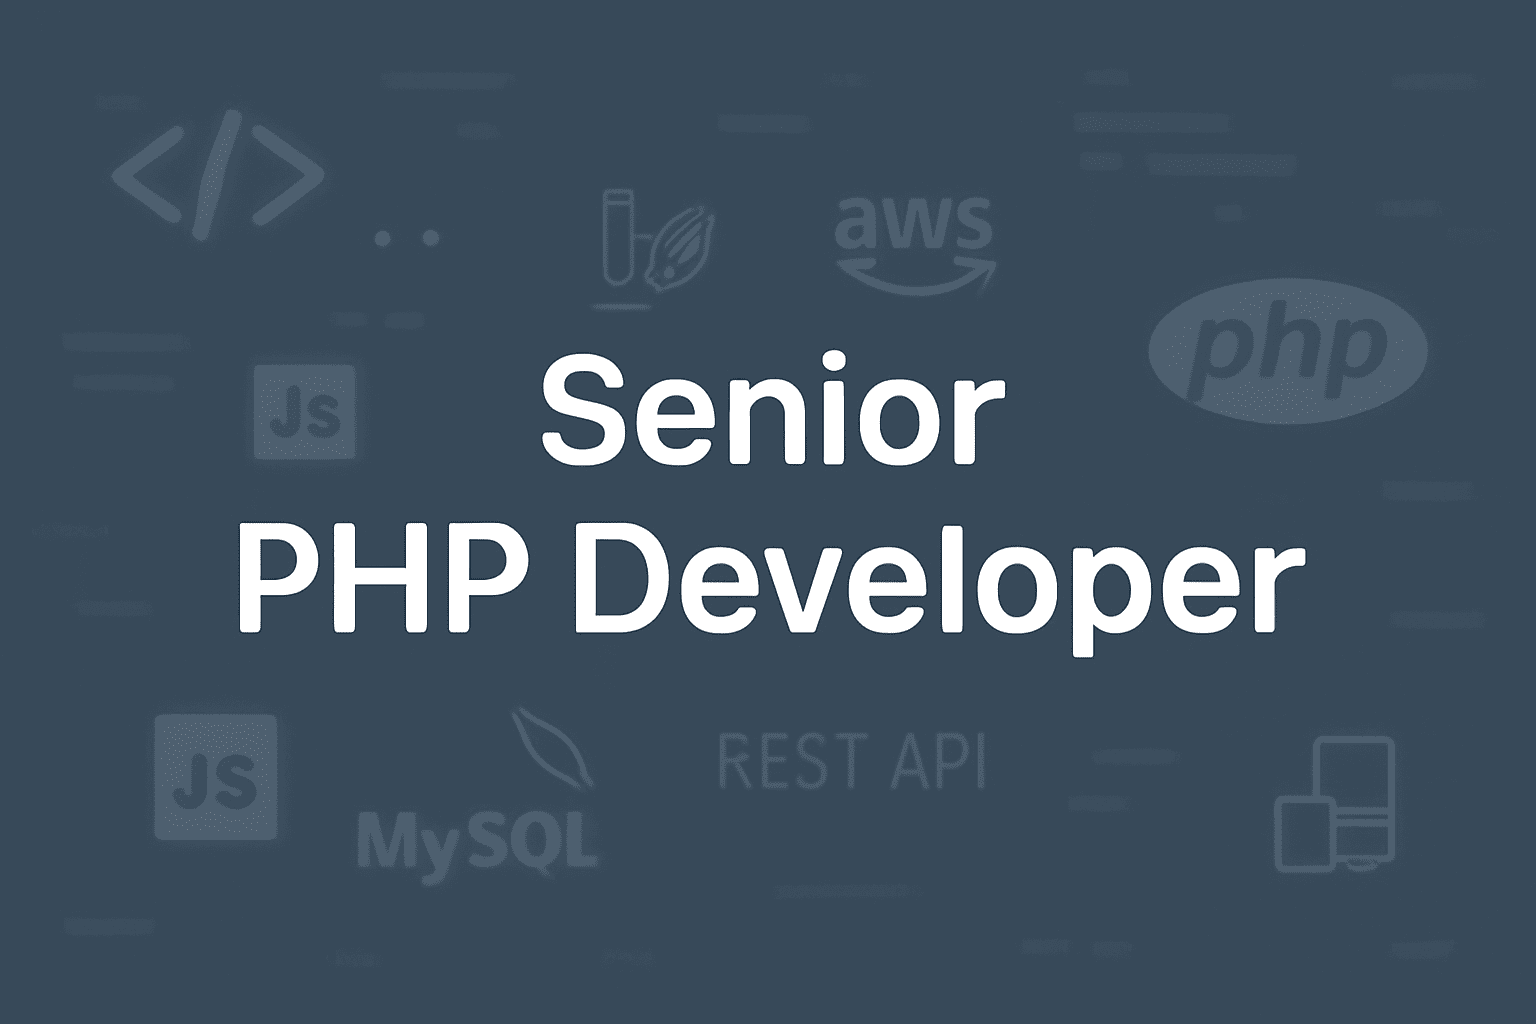 aws
php
Js
Senior
PHP Developer
JS
REST API
MySQL